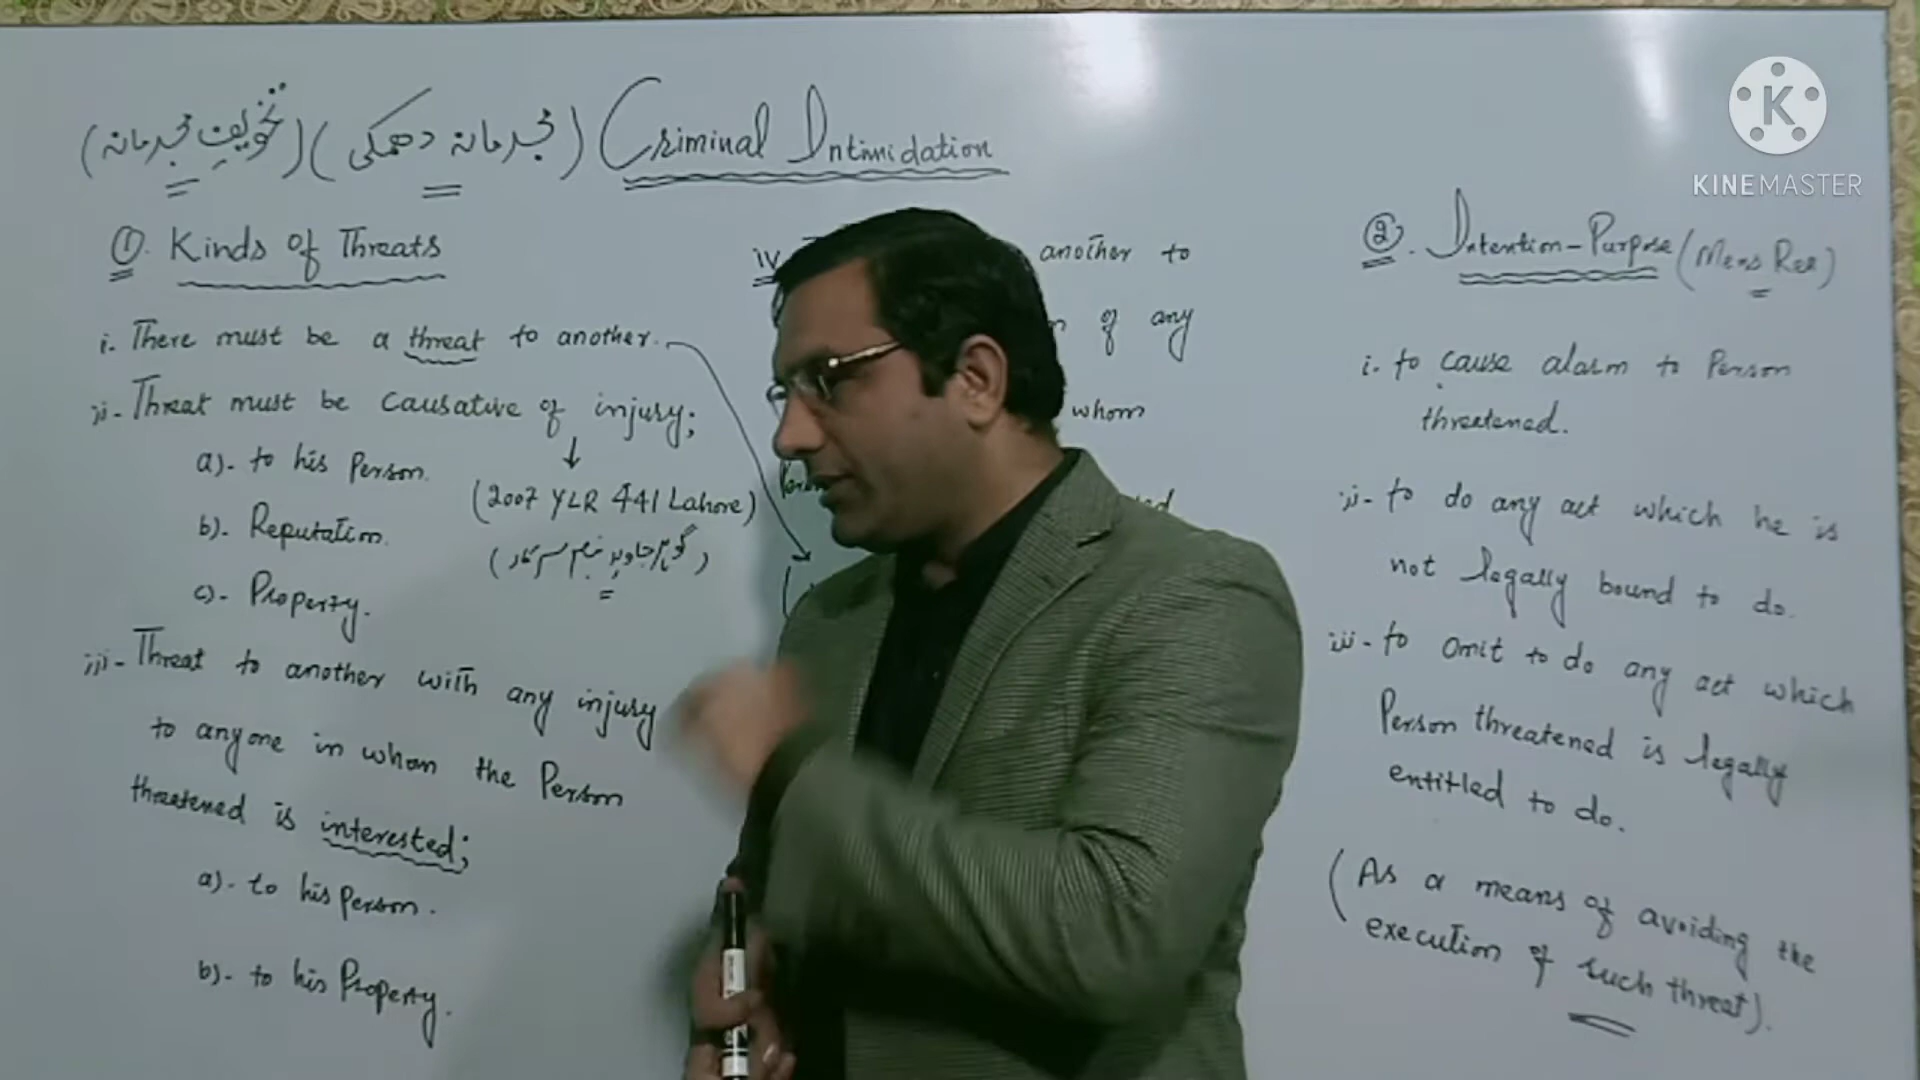 (تخویفِ مجرمانہ) (مجرمانہ دھمکی) Criminal Intimidation
①. Kinds of Threats
i. There must be a threat to another.
ii- Threat must be causative of injury;
a)- to his Person.
(2007 YLR 441 Lahore)
b)- Reputation.
c)- Property.
iii- Threat to another with any injury
to anyone in whom the Person
threatened is interested;
a)- to his person.
b)- to his Property.
iv another to
of any
whom
②. Intention-Purpose (Mens Rea)
i. to cause alarm to Person
threatened.
ii- to do any act which he is
not legally bound to do.
iii- to omit to do any act which
Person threatened is legally
entitled to do.
(As a means of avoiding the
execution of such threat).
KINEMASTER